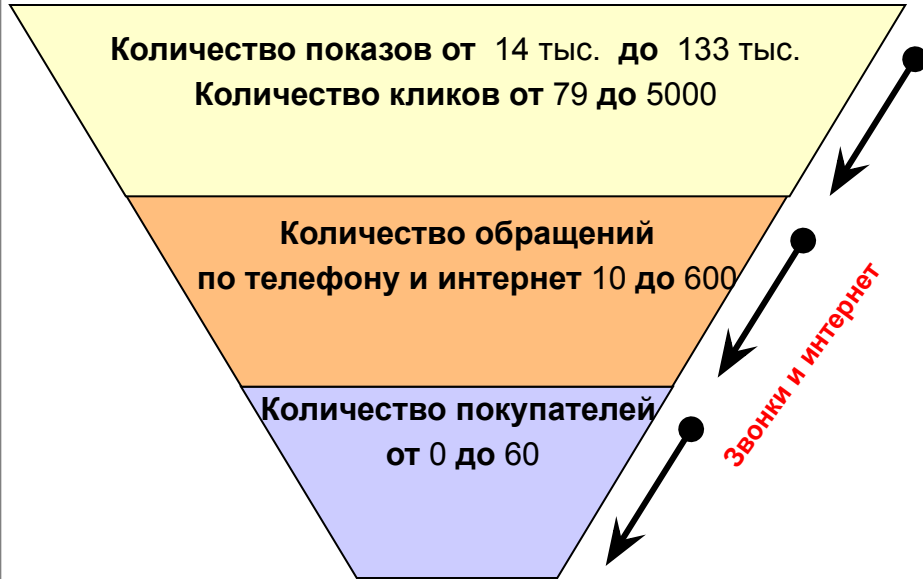 Количество показов от 14 тыс. до 133 тыс.
Количество кликов от 79 до 5000
Количество обращений
по телефону и интернет 10 до 600
Звонки и интернет
Количество покупателей
от 0 до 60